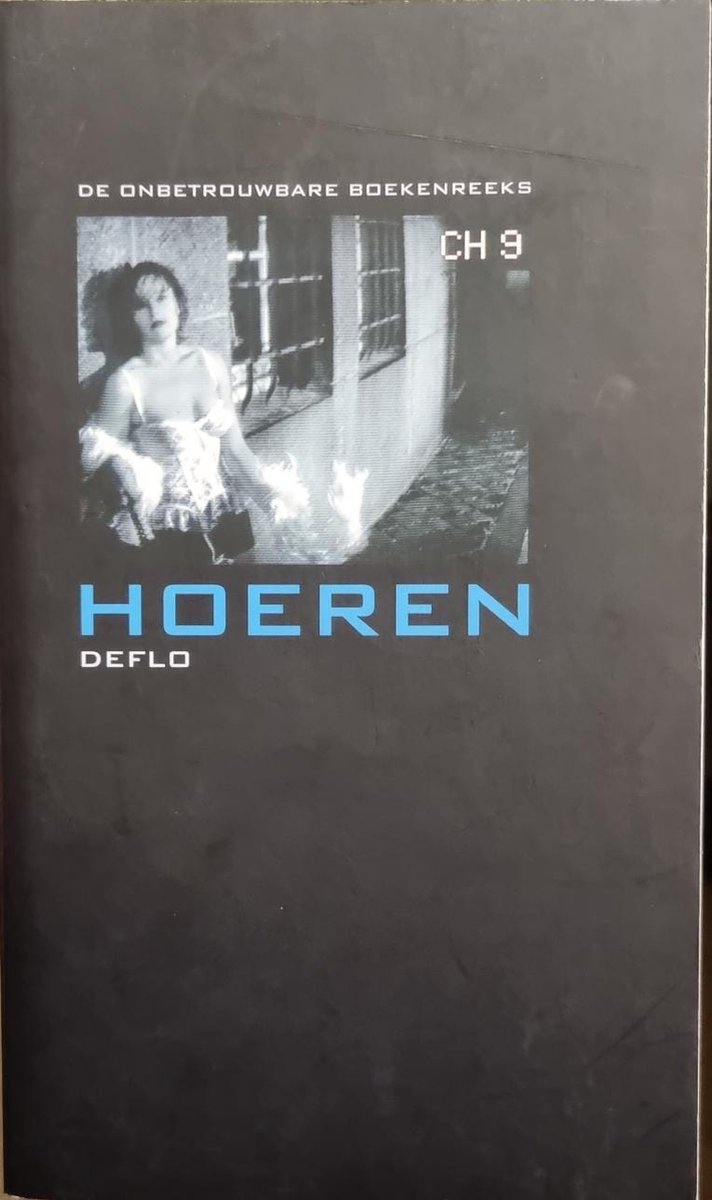 DE ONBETROUWBARE BOEKENREEKS
CH 9
HOEREN
DEFLO